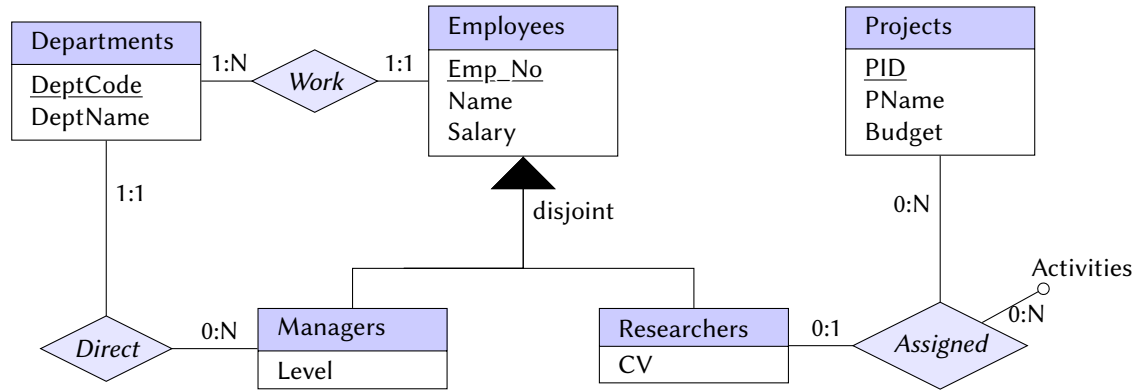 Departments
DeptCode
DeptName
1:N
Work
1:1
Employees
Emp_No
Name
Salary
Projects
PID
PName
Budget
1:1
disjoint
0:N
Activities
0:N
Direct
0:N
Managers
Level
Researchers
CV
0:1
Assigned